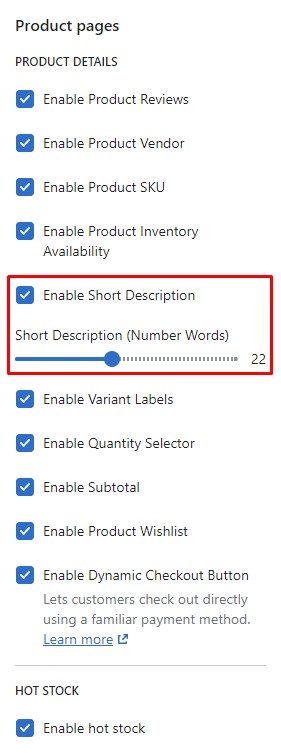 Product pages
PRODUCT DETAILS
Enable Product Reviews
Enable Product Vendor
Enable Product SKU
Enable Product Inventory
Availability
Enable Short Description
Short Description (Number Words)
22
Enable Variant Labels
Enable Quantity Selector
Enable Subtotal
Enable Product Wishlist
Enable Dynamic Checkout Button
Lets customers check out directly
using a familiar payment method.
Learn more
HOT STOCK
Enable hot stock